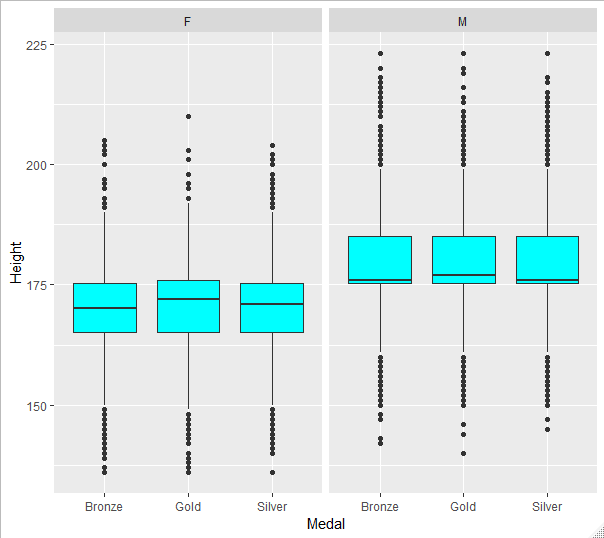 F
M
Height
225
200
175
150
Bronze
Gold
Silver
Bronze
Gold
Silver
Medal